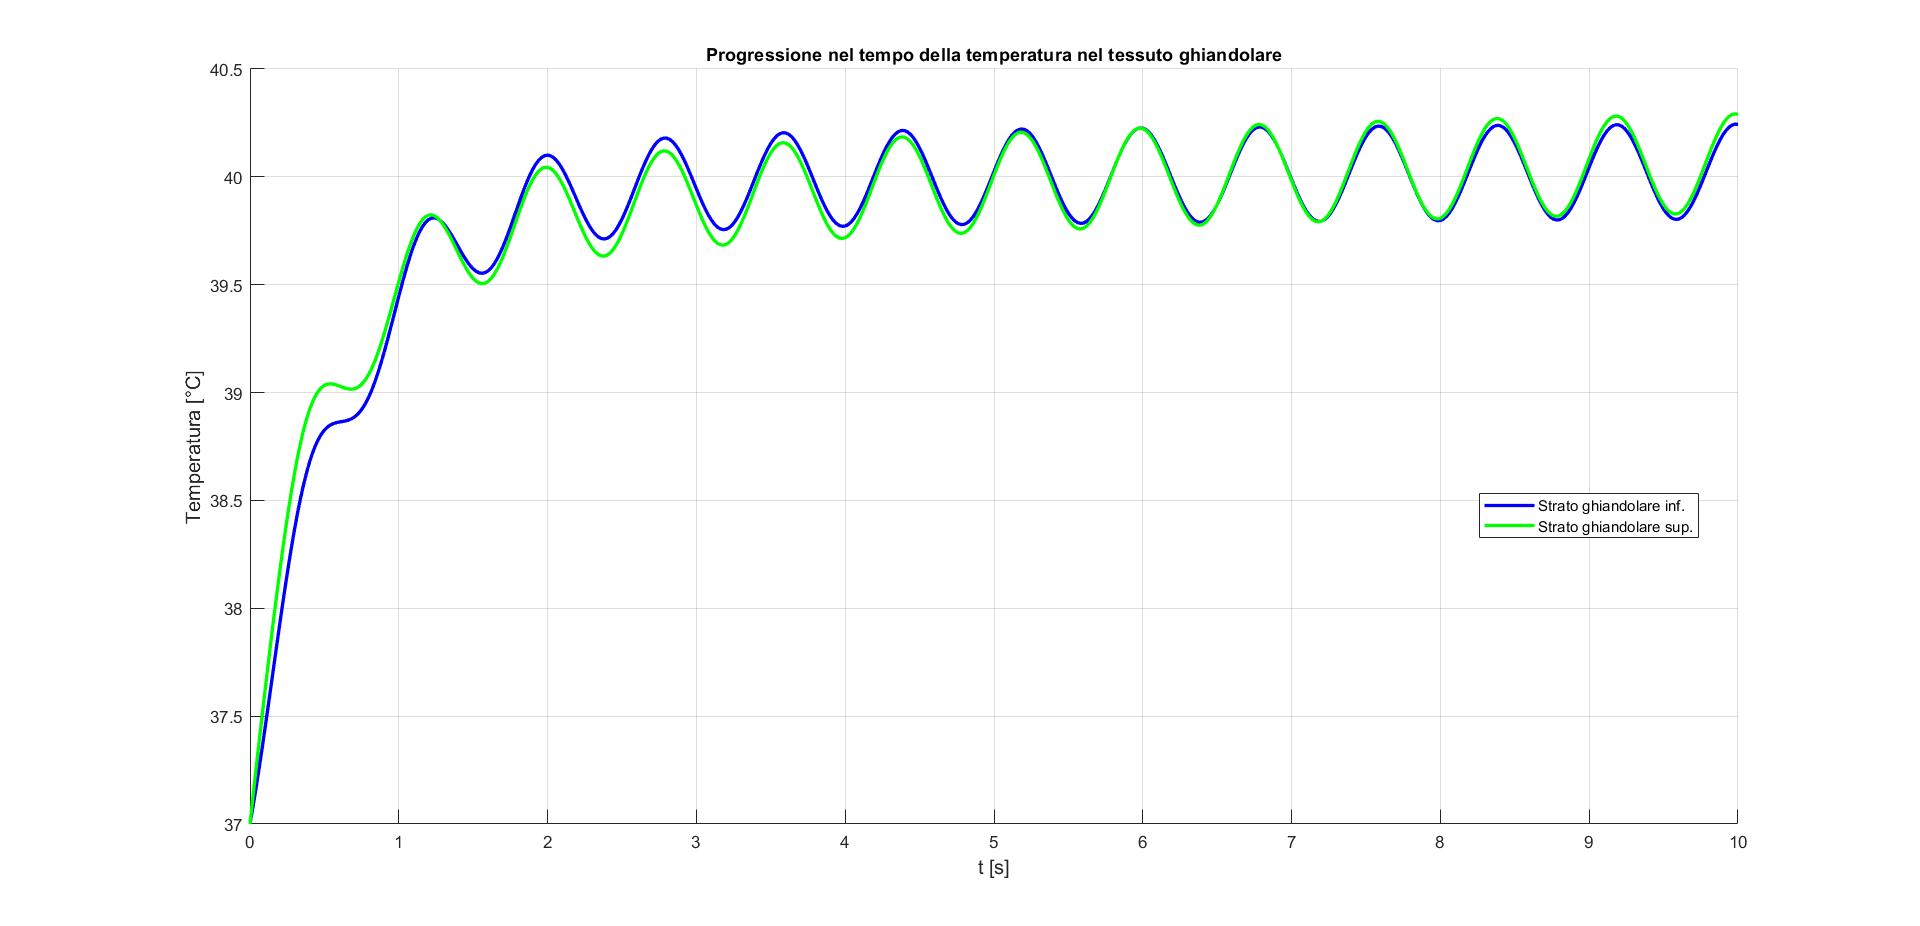 Progressione nel tempo della temperatura nel tessuto ghiandolare
40.5
40
39.5
39
38.5
38
37.5
37
Temperatura [°C]
0 1 2 3 4 5 6 7 8 9 10
t [s]
Strato ghiandolare inf.
Strato ghiandolare sup.